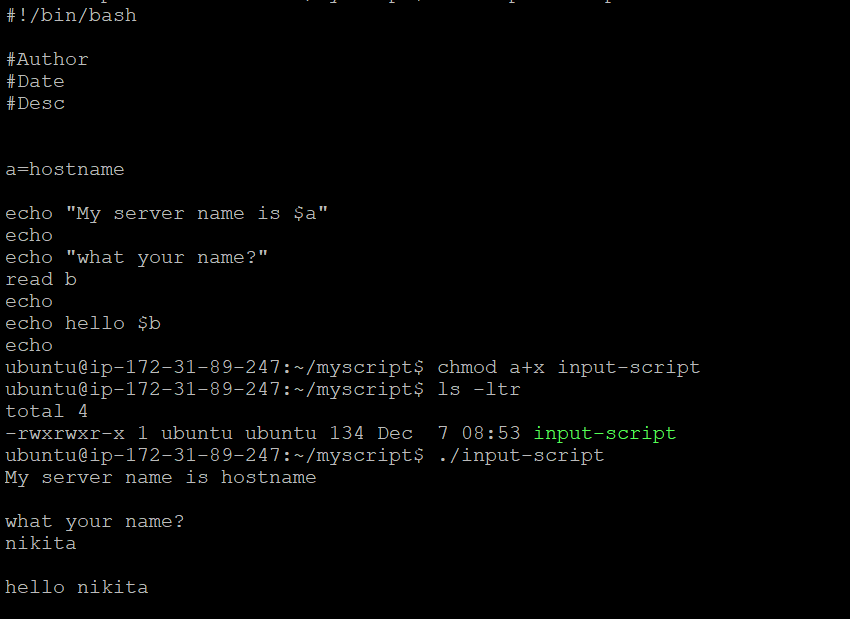 #!/bin/bash
#Author
#Date
#Desc
a=hostname
echo "My server name is $a"
echo
echo "what your name?"
read b
echo
echo hello $b
echo
ubuntu@ip-172-31-89-247:~/myscript$ chmod a+x input-script
ubuntu@ip-172-31-89-247:~/myscript$ ls -ltr
total 4
-rwxrwxr-x 1 ubuntu ubuntu 134 Dec  7 08:53 input-script
ubuntu@ip-172-31-89-247:~/myscript$ ./input-script
My server name is hostname
what your name?
nikita
hello nikita